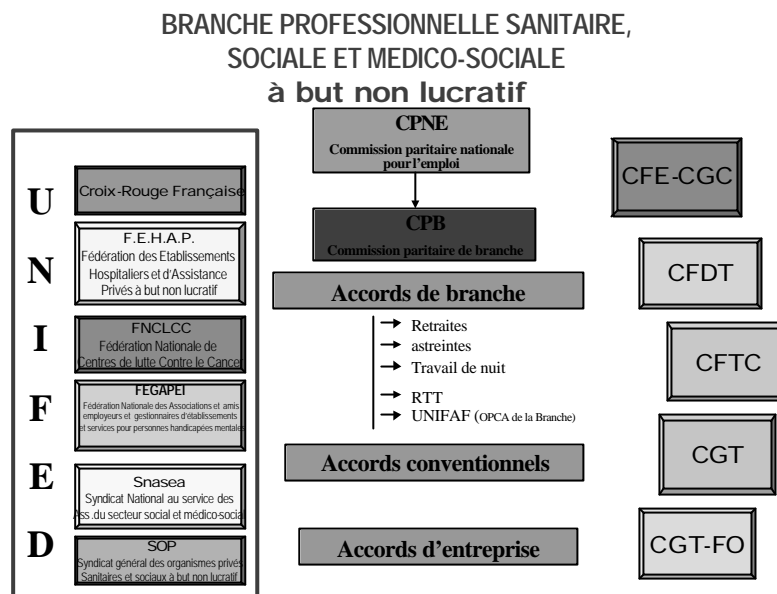 BRANCHE PROFESSIONNELLE SANITAIRE,
SOCIALE ET MEDICO-SOCIALE
à but non lucratif
U
N
I
F
E
D
Croix-Rouge Française
F.E.H.A.P.
Fédération des Etablissements
Hospitaliers et d'Assistance
Privés à but non lucratif
FNCLCC
Fédération Nationale de
Centres de lutte Contre le Cancer
FEGAPEI
Fédération Nationale des Associations et amis
employeurs et gestionnaires d'établissements
et services pour personnes handicapées mentales
Snasea
Syndicat National au service des
Ass.du secteur social et médico-social
SOP
Syndicat général des organismes privés
Sanitaires et sociaux à but non lucratif
CPNE
Commission paritaire nationale
pour l'emploi
CPB
Commission paritaire de branche
Accords de branche
Retraites
astreintes
Travail de nuit
RTT
UNIFAF (OPCA de la Branche)
Accords conventionnels
Accords d'entreprise
CFE-CGC
CFDT
CFTC
CGT
CGT-FO